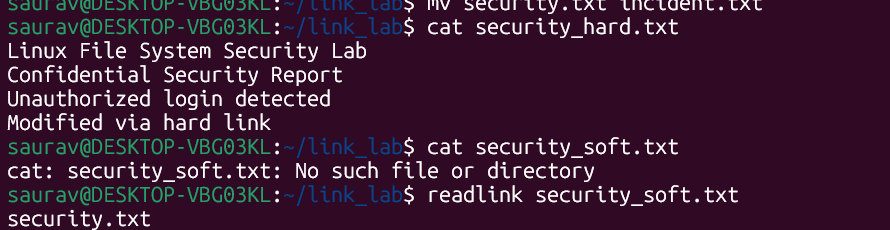 saurav@DESKTOP-VBG03KL:~/link_lab$ mv security.txt incident.txt
saurav@DESKTOP-VBG03KL:~/link_lab$ cat security_hard.txt
Linux File System Security Lab
Confidential Security Report
Unauthorized login detected
Modified via hard link
saurav@DESKTOP-VBG03KL:~/link_lab$ cat security_soft.txt
cat: security_soft.txt: No such file or directory
saurav@DESKTOP-VBG03KL:~/link_lab$ readlink security_soft.txt
security.txt